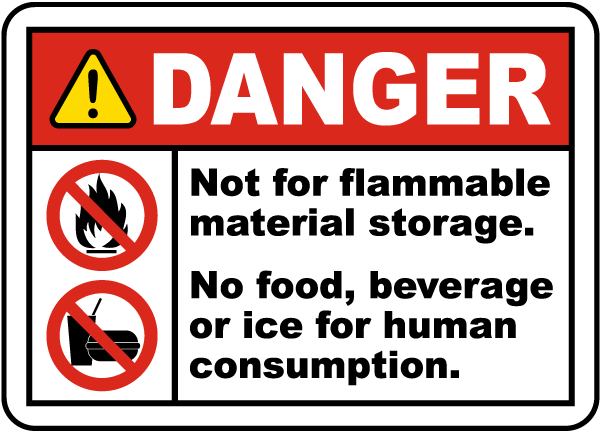 DANGER
Not for flammable
material storage.
No food, beverage
or ice for human
consumption.